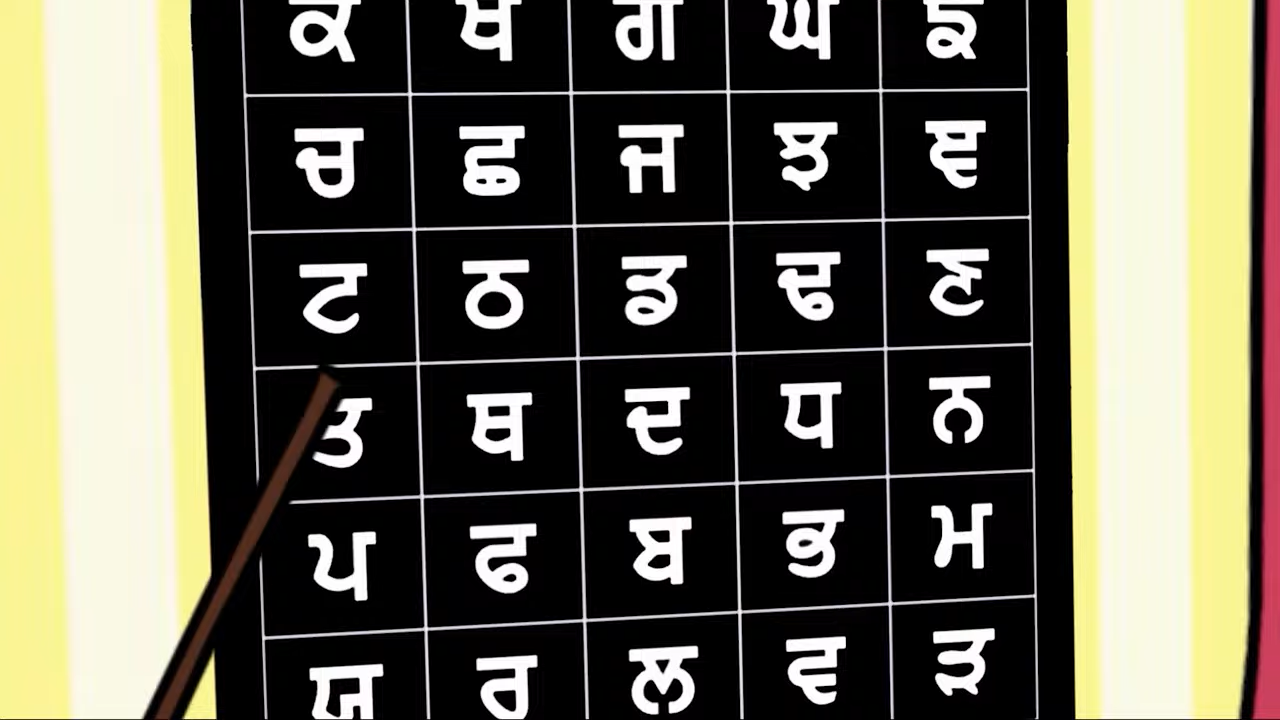 ਕ ਖ ਗ ਘ ਙ
ਚ ਛ ਜ ਝ ਞ
ਟ ਠ ਡ ਢ ਣ
ਤ ਥ ਦ ਧ ਨ
ਪ ਫ ਬ ਭ ਮ
ਯ ਰ ਲ ਵ ੜ